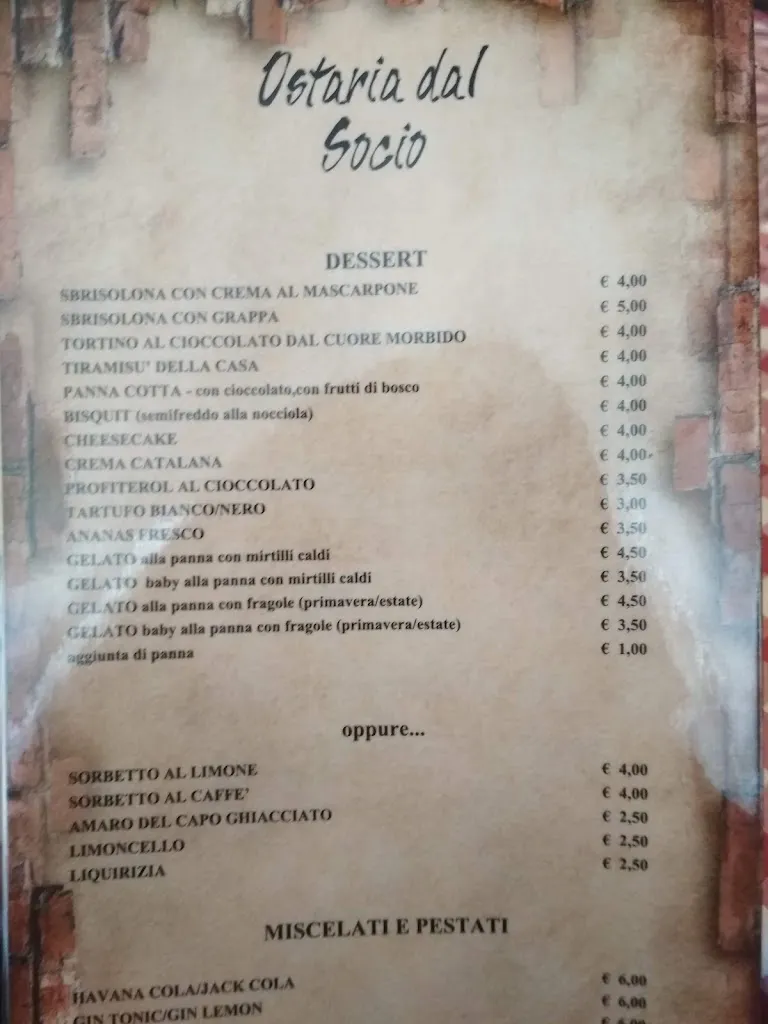 Ostaria dal
Socio
DESSERT
SBRISOLONA CON CREMA AL MASCARPONE € 4,00
SBRISOLONA CON GRAPPA € 5,00
TORTINO AL CIOCCOLATO DAL CUORE MORBIDO € 4,00
TIRAMISU' DELLA CASA € 4,00
PANNA COTTA - con cioccolato,con frutti di bosco € 4,00
BISQUIT (semifreddo alla nocciola) € 4,00
CHEESECAKE € 4,00
CREMA CATALANA € 4,00
PROFITEROL AL CIOCCOLATO € 3,50
TARTUFO BIANCO/NERO € 3,00
ANANAS FRESCO € 3,50
GELATO alla panna con mirtilli caldi € 4,50
GELATO baby alla panna con mirtilli caldi € 3,50
GELATO alla panna con fragole (primavera/estate) € 4,50
GELATO baby alla panna con fragole (primavera/estate) € 3,50
aggiunta di panna € 1,00
oppure...
SORBETTO AL LIMONE € 4,00
SORBETTO AL CAFFE' € 4,00
AMARO DEL CAPO GHIACCIATO € 2,50
LIMONCELLO € 2,50
LIQUIRIZIA € 2,50
MISCELATI E PESTATI
HAVANA COLA/JACK COLA € 6,00
GIN TONIC/GIN LEMON € 6,00